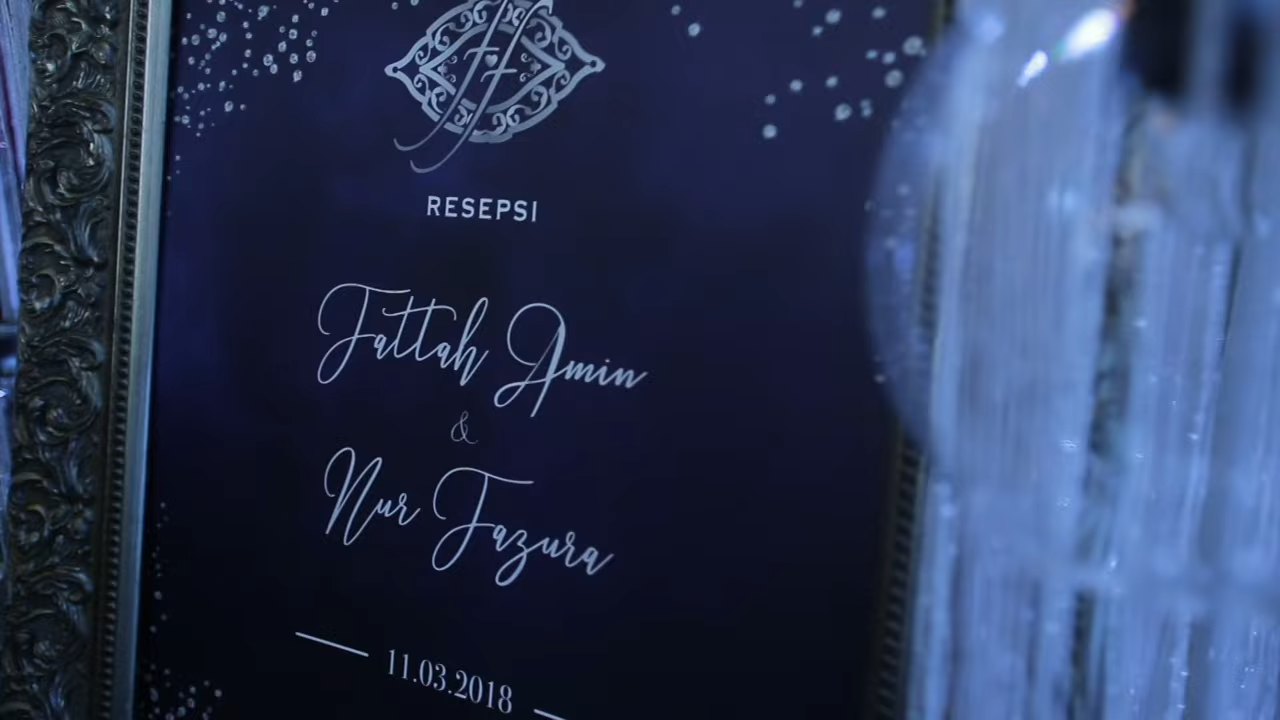 RESEPSI
Fattah Amin
&
Nur Fazura
11.03.2018